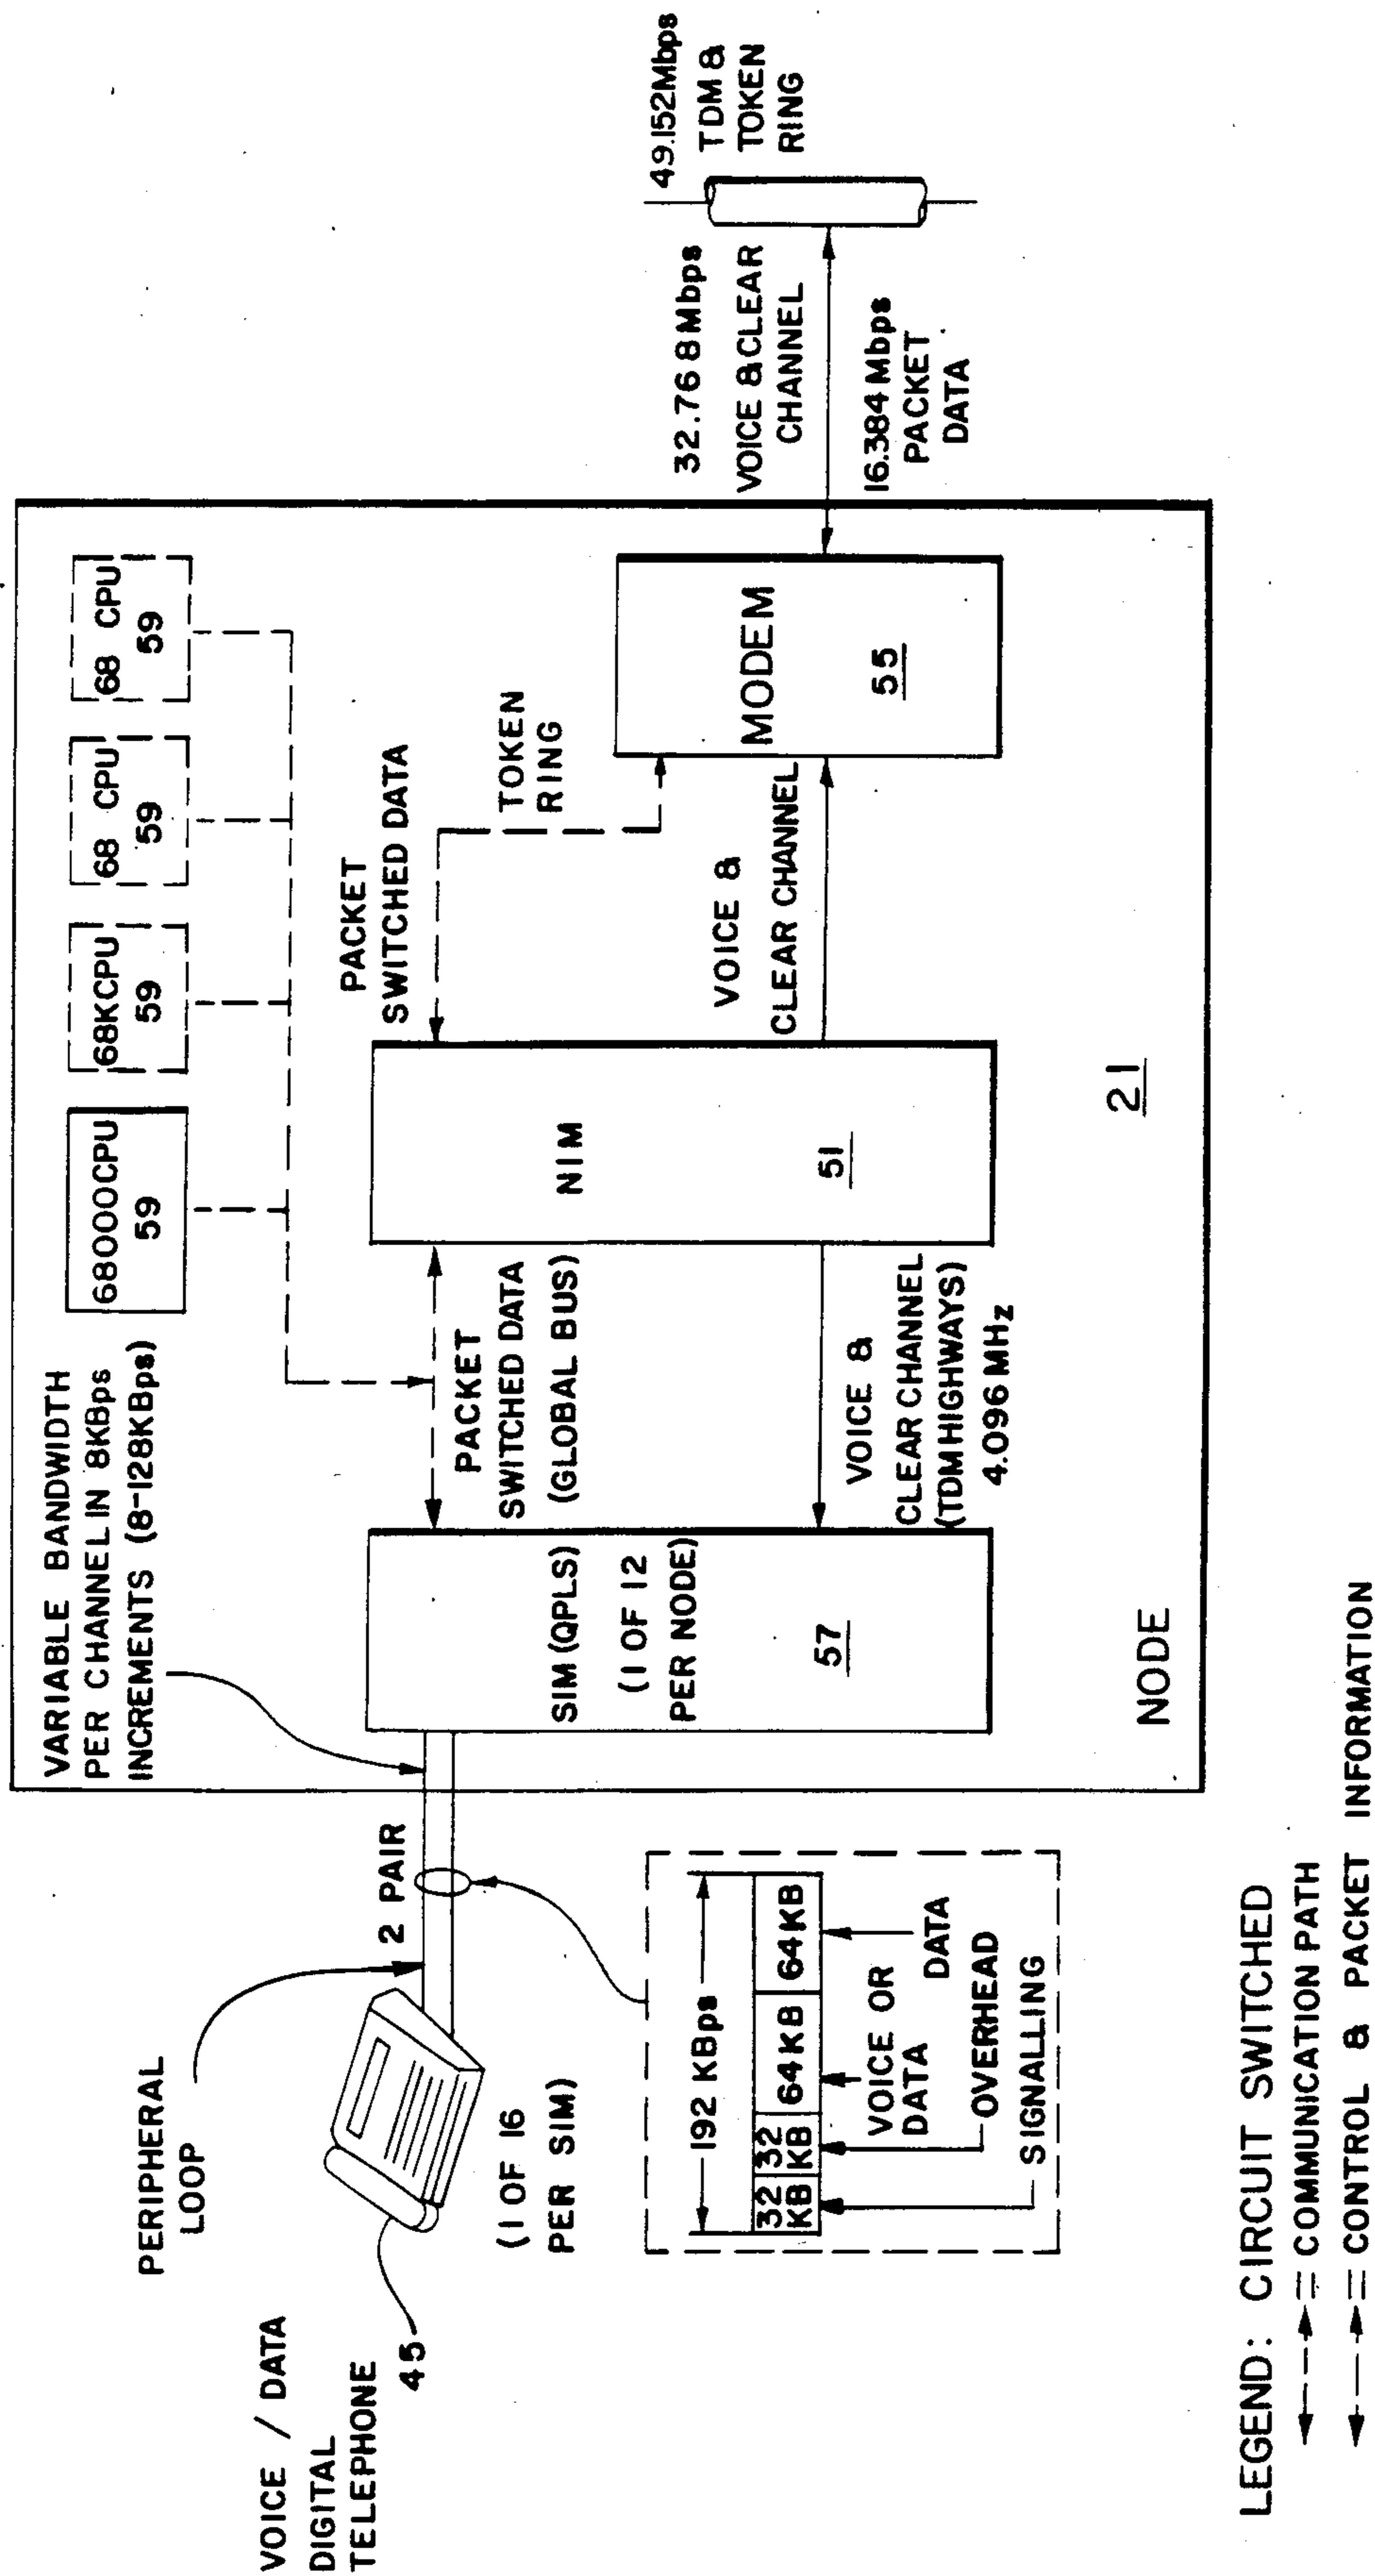 VARIABLE BANDWIDTH
PER CHANNEL IN 8KBps
INCREMENTS (8-128KBps)
68000CPU
59
68KCPU
59
68 CPU
59
68 CPU
59
PERIPHERAL
LOOP
2 PAIR
VOICE / DATA
DIGITAL
TELEPHONE
45
(1 OF 16
PER SIM)
SIM (QPLS)
(1 OF 12
PER NODE)
57
PACKET
SWITCHED DATA
(GLOBAL BUS)
VOICE &
CLEAR CHANNEL
(TDM HIGHWAYS)
4.096 MHz
NIM
51
PACKET
SWITCHED DATA
TOKEN
RING
VOICE &
CLEAR CHANNEL
MODEM
55
32.768 Mbps
VOICE & CLEAR
CHANNEL
16.384 Mbps
PACKET
DATA
49.152Mbps
TDM &
TOKEN
RING
192 KBps
32 KB
32 KB
64 KB
64 KB
VOICE OR
DATA
DATA
OVERHEAD
SIGNALLING
NODE
21
LEGEND: CIRCUIT SWITCHED
= COMMUNICATION PATH
= CONTROL & PACKET INFORMATION